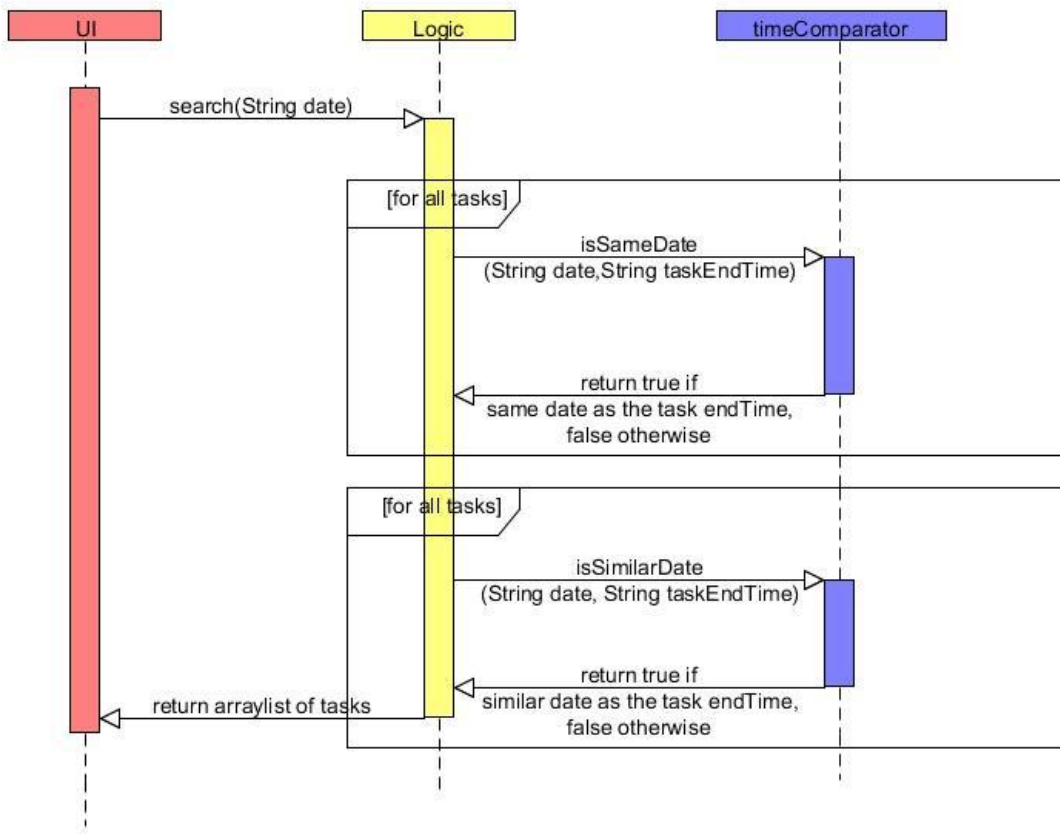 UI
Logic
timeComparator
search(String date)
[for all tasks]
isSameDate
(String date,String taskEndTime)
return true if
same date as the task endTime,
false otherwise
[for all tasks]
isSimilarDate
(String date, String taskEndTime)
return true if
similar date as the task endTime,
false otherwise
return arraylist of tasks